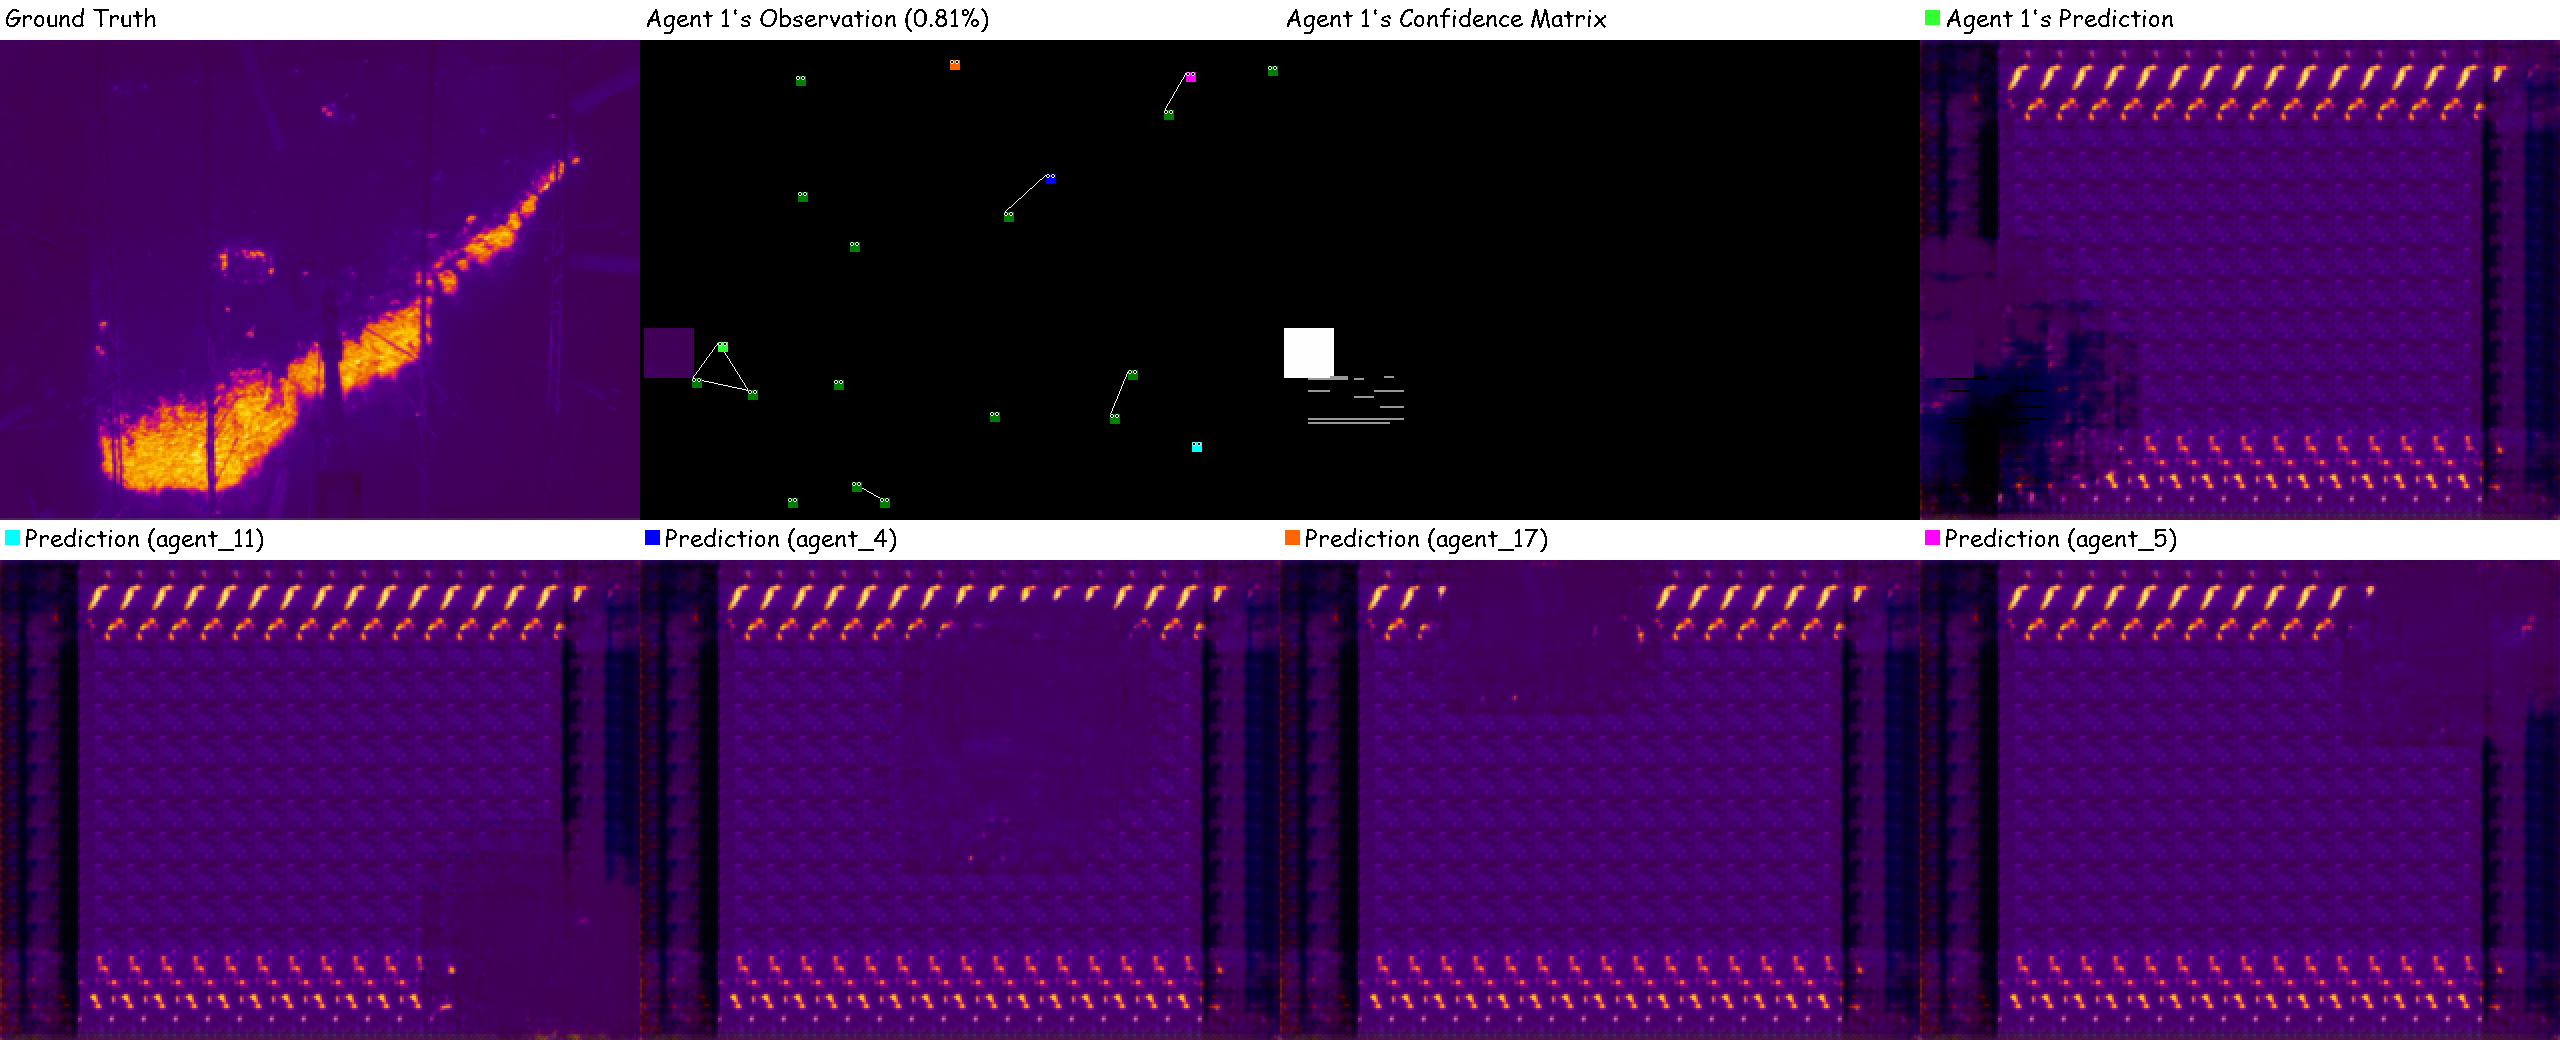 Ground Truth
Agent 1's Observation (0.81%)
Agent 1's Confidence Matrix
Agent 1's Prediction
Prediction (agent_11)
Prediction (agent_4)
Prediction (agent_17)
Prediction (agent_5)